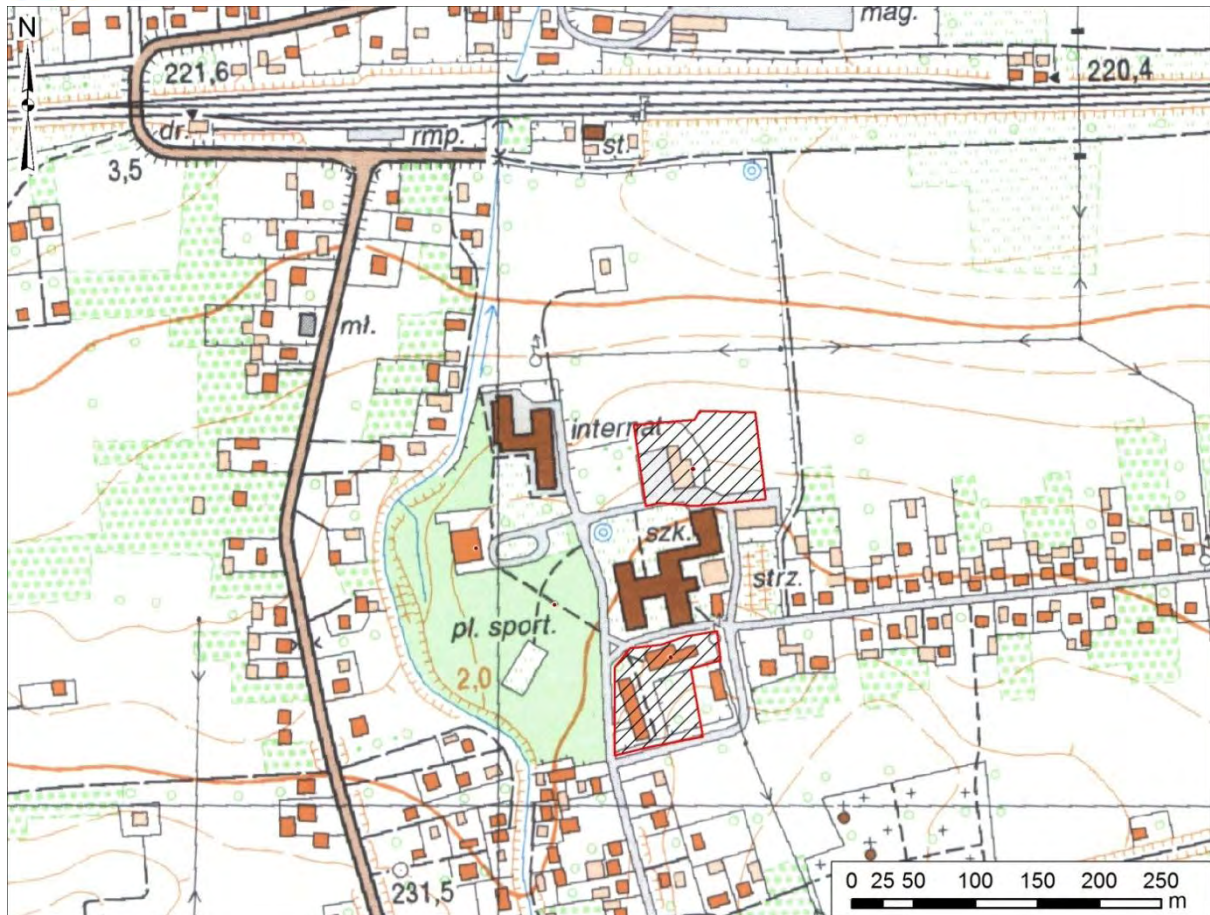 N
mag.
221,6
220,4
dr.
rmp.
st.
3,5
mł.
internat
szk.
strz.
pl. sport.
2,0
231,5
0 25 50 100 150 200 250
m